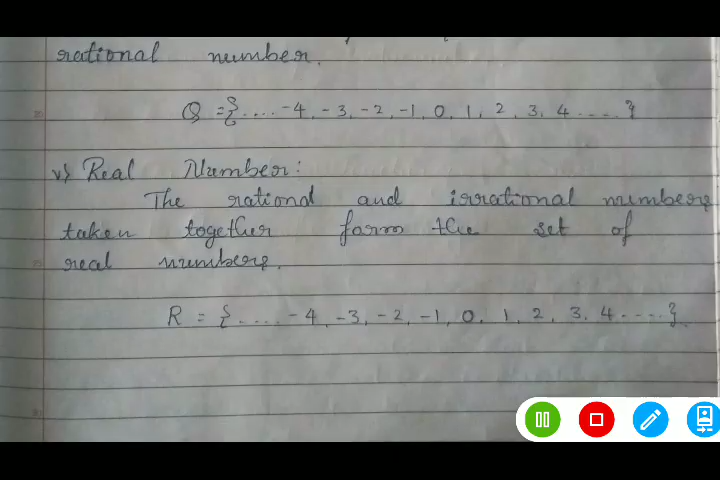 rational number.
Q = {.... -4, -3, -2, -1, 0, 1, 2, 3, 4 .....}
v) Real Number:
The rational and irrational numbers
taken together form the set of
real numbers.
R = {.... -4, -3, -2, -1, 0, 1, 2, 3, 4 .....}